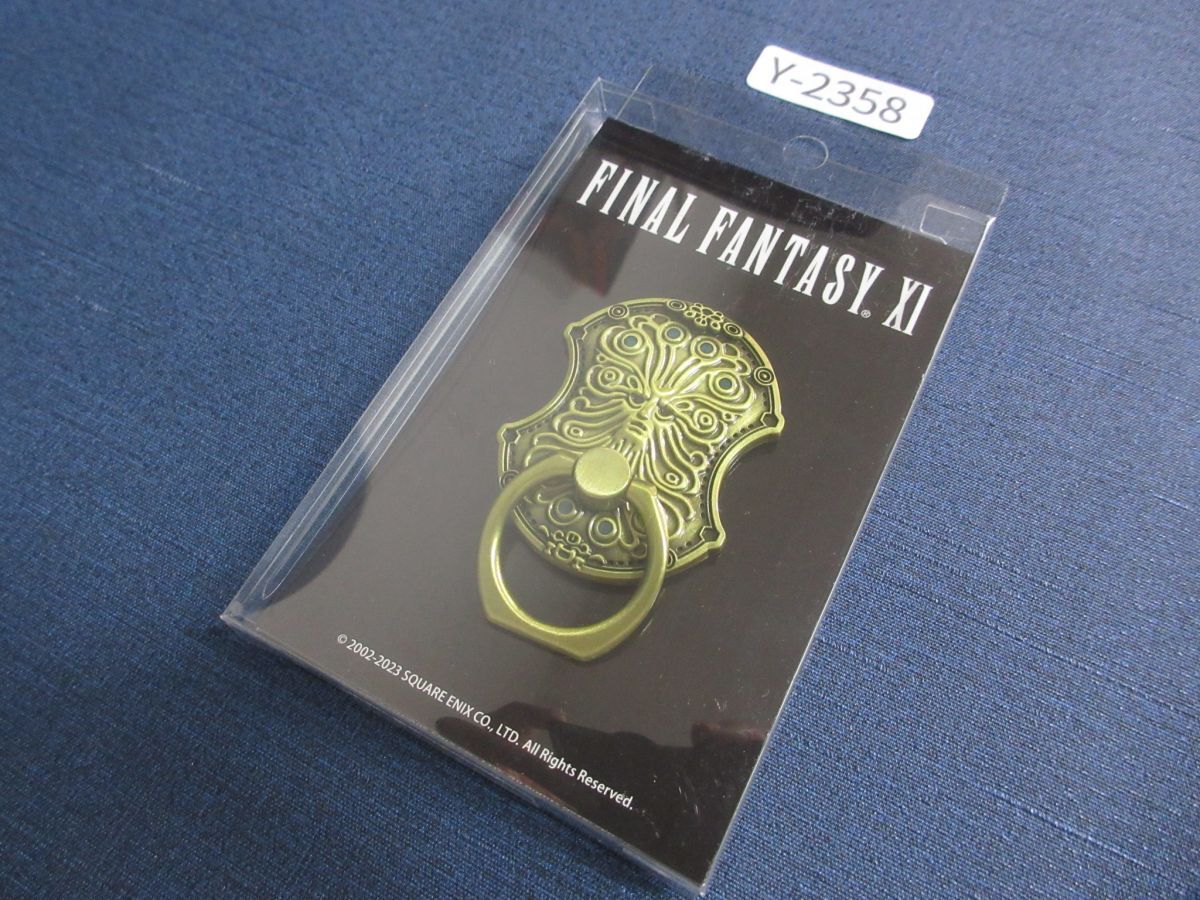 Y-2358
FINAL FANTASY® XI
© 2002-2023 SQUARE ENIX CO., LTD. All Rights Reserved.